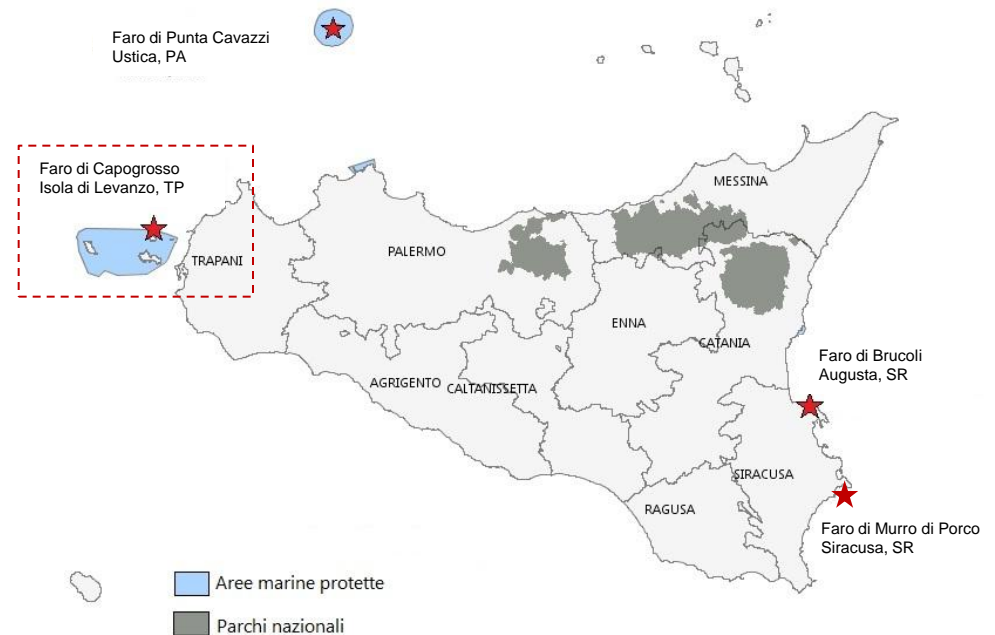 Faro di Punta Cavazzi
Ustica, PA
Faro di Capogrosso
Isola di Levanzo, TP
MESSINA
PALERMO
TRAPANI
ENNA
CATANIA
Faro di Brucoli
Augusta, SR
AGRIGENTO
CALTANISSETTA
SIRACUSA
RAGUSA
Faro di Murro di Porco
Siracusa, SR
Aree marine protette
Parchi nazionali